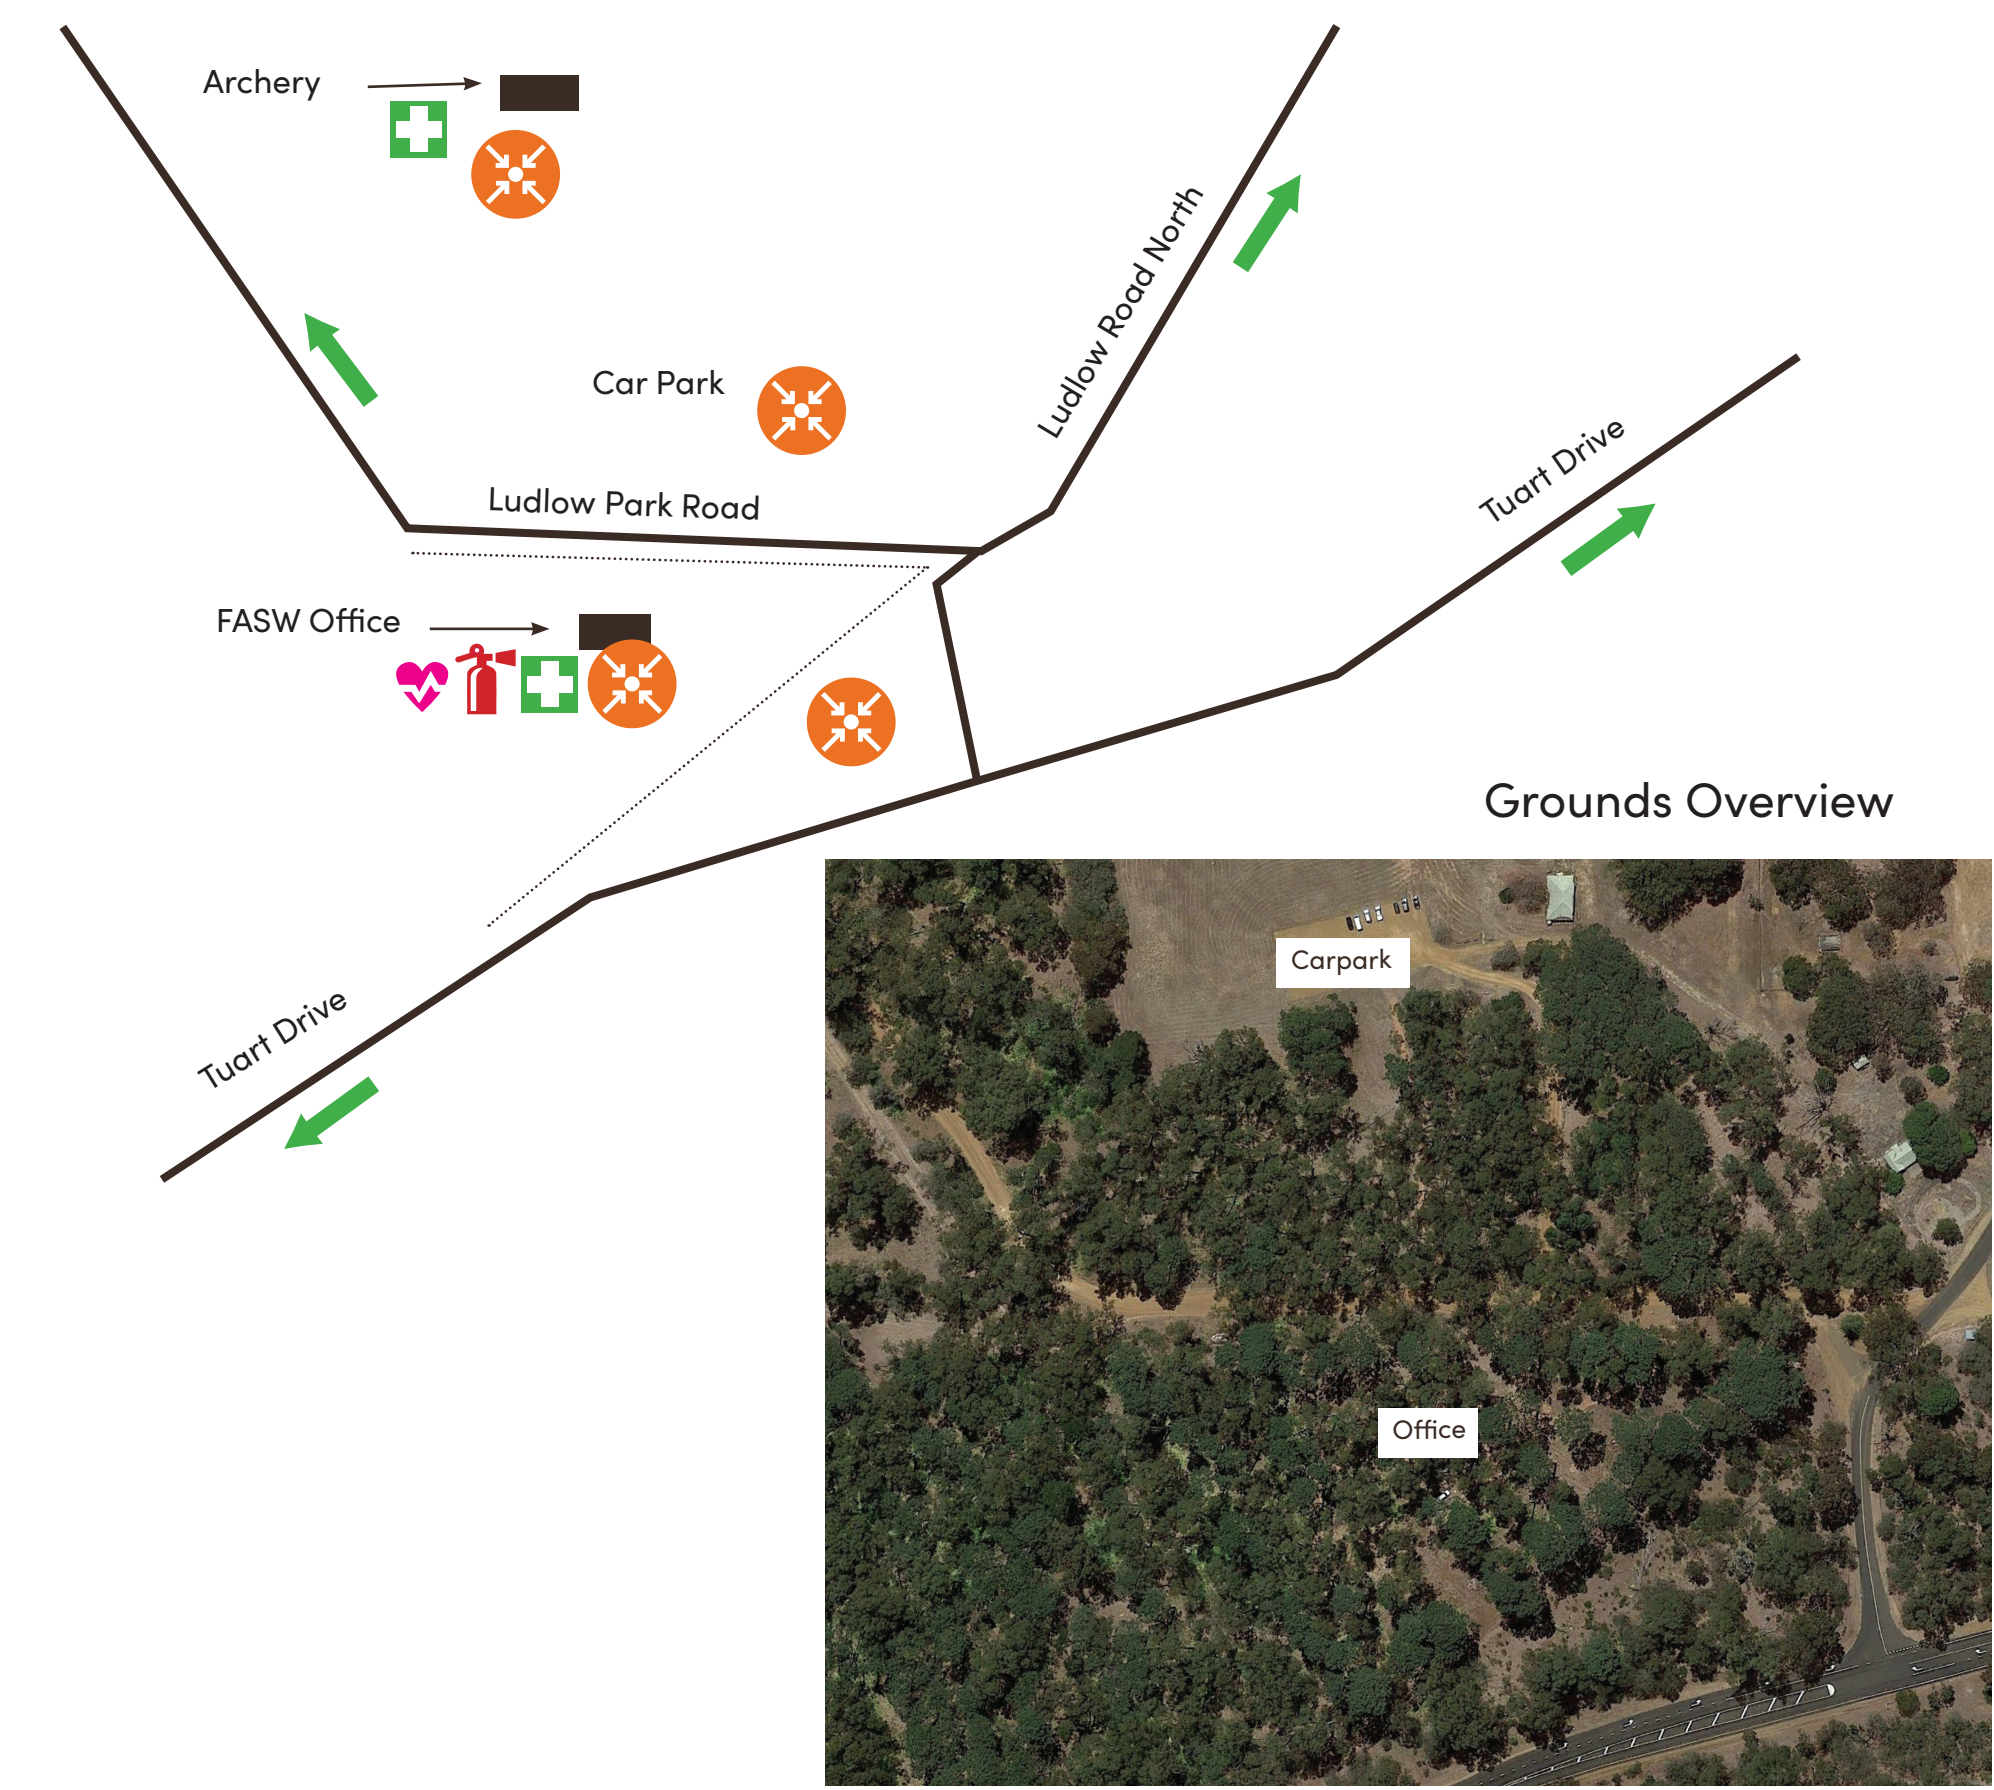 Archery
Ludlow Road North
Car Park
Tuart Drive
Ludlow Park Road
FASW Office
Grounds Overview
Carpark
Tuart Drive
Office